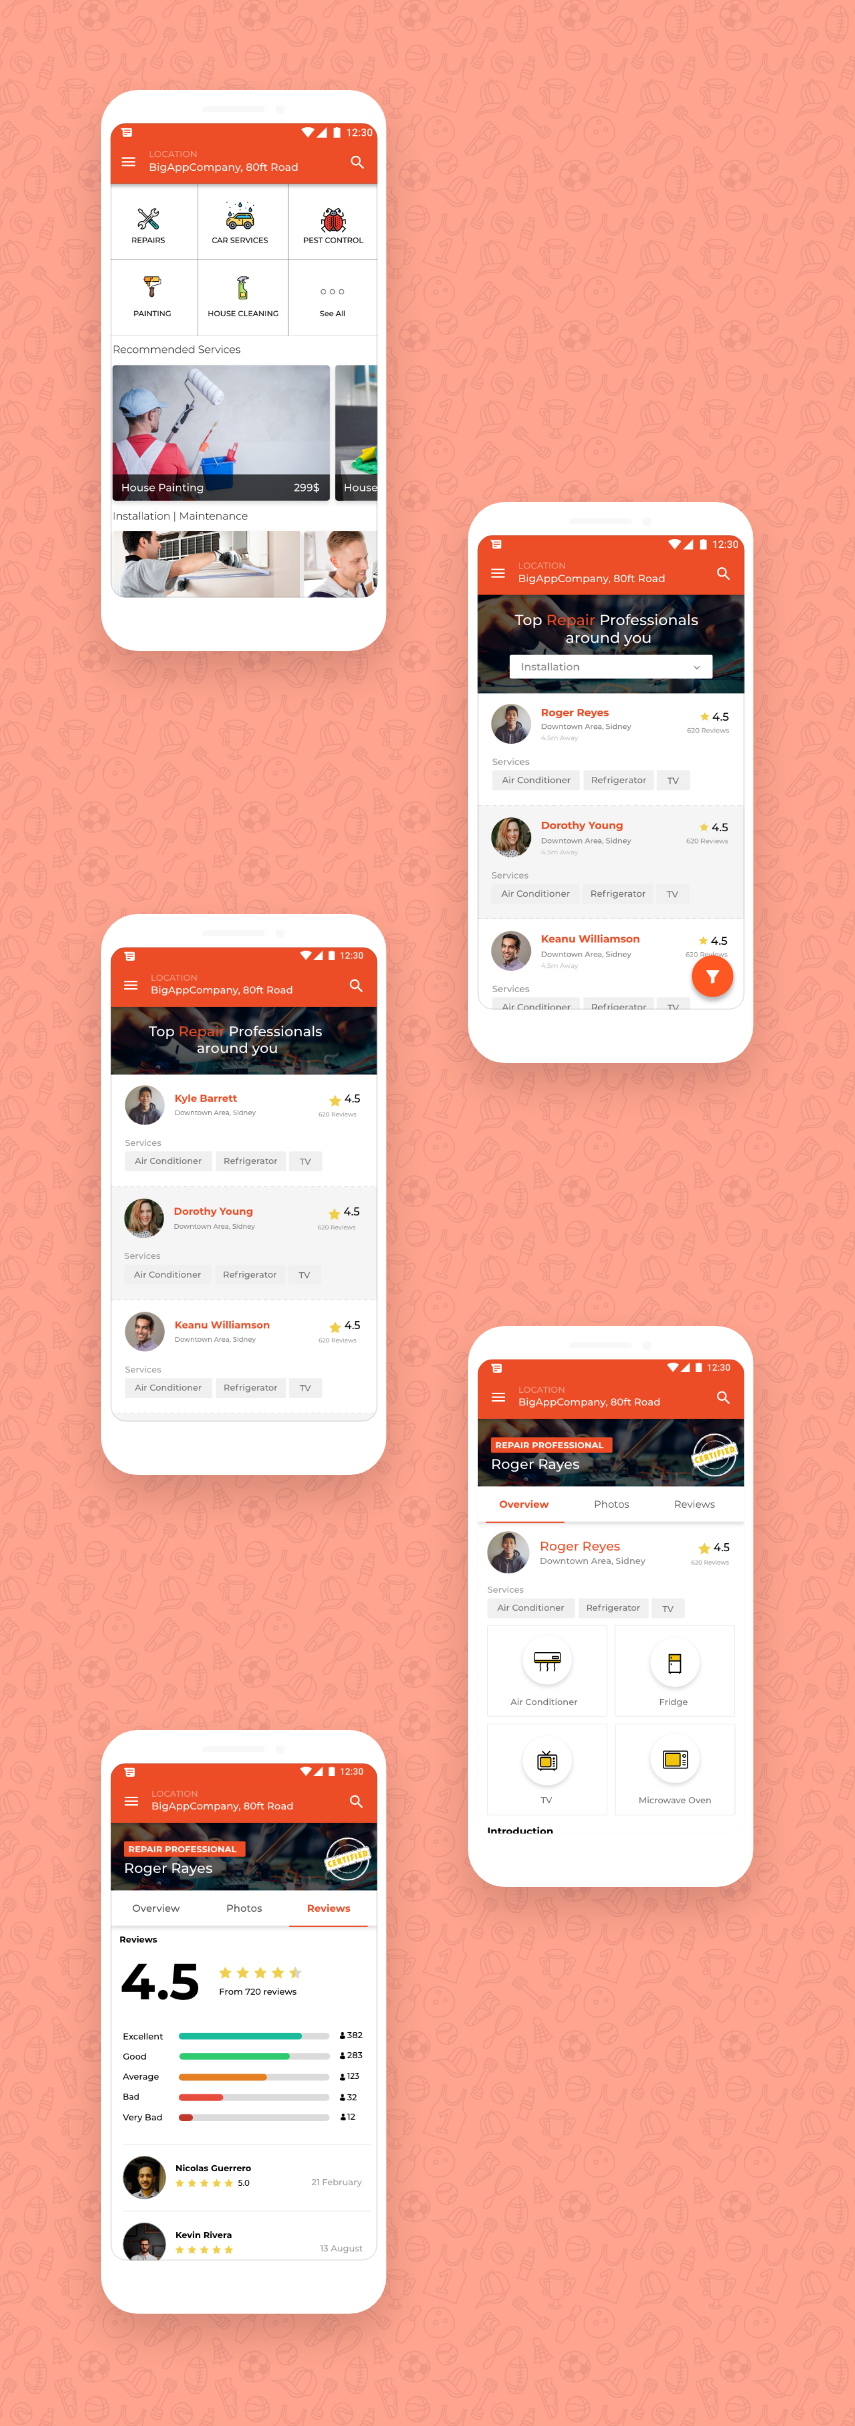 12:30
LOCATION
BigAppCompany, 80ft Road
REPAIRS
CAR SERVICES
PEST CONTROL
PAINTING
HOUSE CLEANING
See All
Recommended Services
House Painting 299$
House
Installation | Maintenance
12:30
LOCATION
BigAppCompany, 80ft Road
Top Repair Professionals
around you
Installation
Roger Reyes 4.5
Downtown Area, Sidney 620 Reviews
4.5m Away
Services
Air Conditioner Refrigerator TV
Dorothy Young 4.5
Downtown Area, Sidney 620 Reviews
4.5m Away
Services
Air Conditioner Refrigerator TV
Keanu Williamson 4.5
Downtown Area, Sidney 620 Reviews
4.5m Away
Services
Air Conditioner Refrigerator TV
12:30
LOCATION
BigAppCompany, 80ft Road
Top Repair Professionals
around you
Kyle Barrett 4.5
Downtown Area, Sidney 620 Reviews
Services
Air Conditioner Refrigerator TV
Dorothy Young 4.5
Downtown Area, Sidney 620 Reviews
Services
Air Conditioner Refrigerator TV
Keanu Williamson 4.5
Downtown Area, Sidney 620 Reviews
Services
Air Conditioner Refrigerator TV
12:30
LOCATION
BigAppCompany, 80ft Road
REPAIR PROFESSIONAL
Roger Rayes
CERTIFIED
Overview Photos Reviews
Roger Reyes 4.5
Downtown Area, Sidney 620 Reviews
Services
Air Conditioner Refrigerator TV
Air Conditioner Fridge
TV Microwave Oven
Introduction
12:30
LOCATION
BigAppCompany, 80ft Road
REPAIR PROFESSIONAL
Roger Rayes
CERTIFIED
Overview Photos Reviews
Reviews
4.5
From 720 reviews
Excellent 382
Good 283
Average 123
Bad 32
Very Bad 12
Nicolas Guerrero
5.0 21 February
Kevin Rivera
13 August